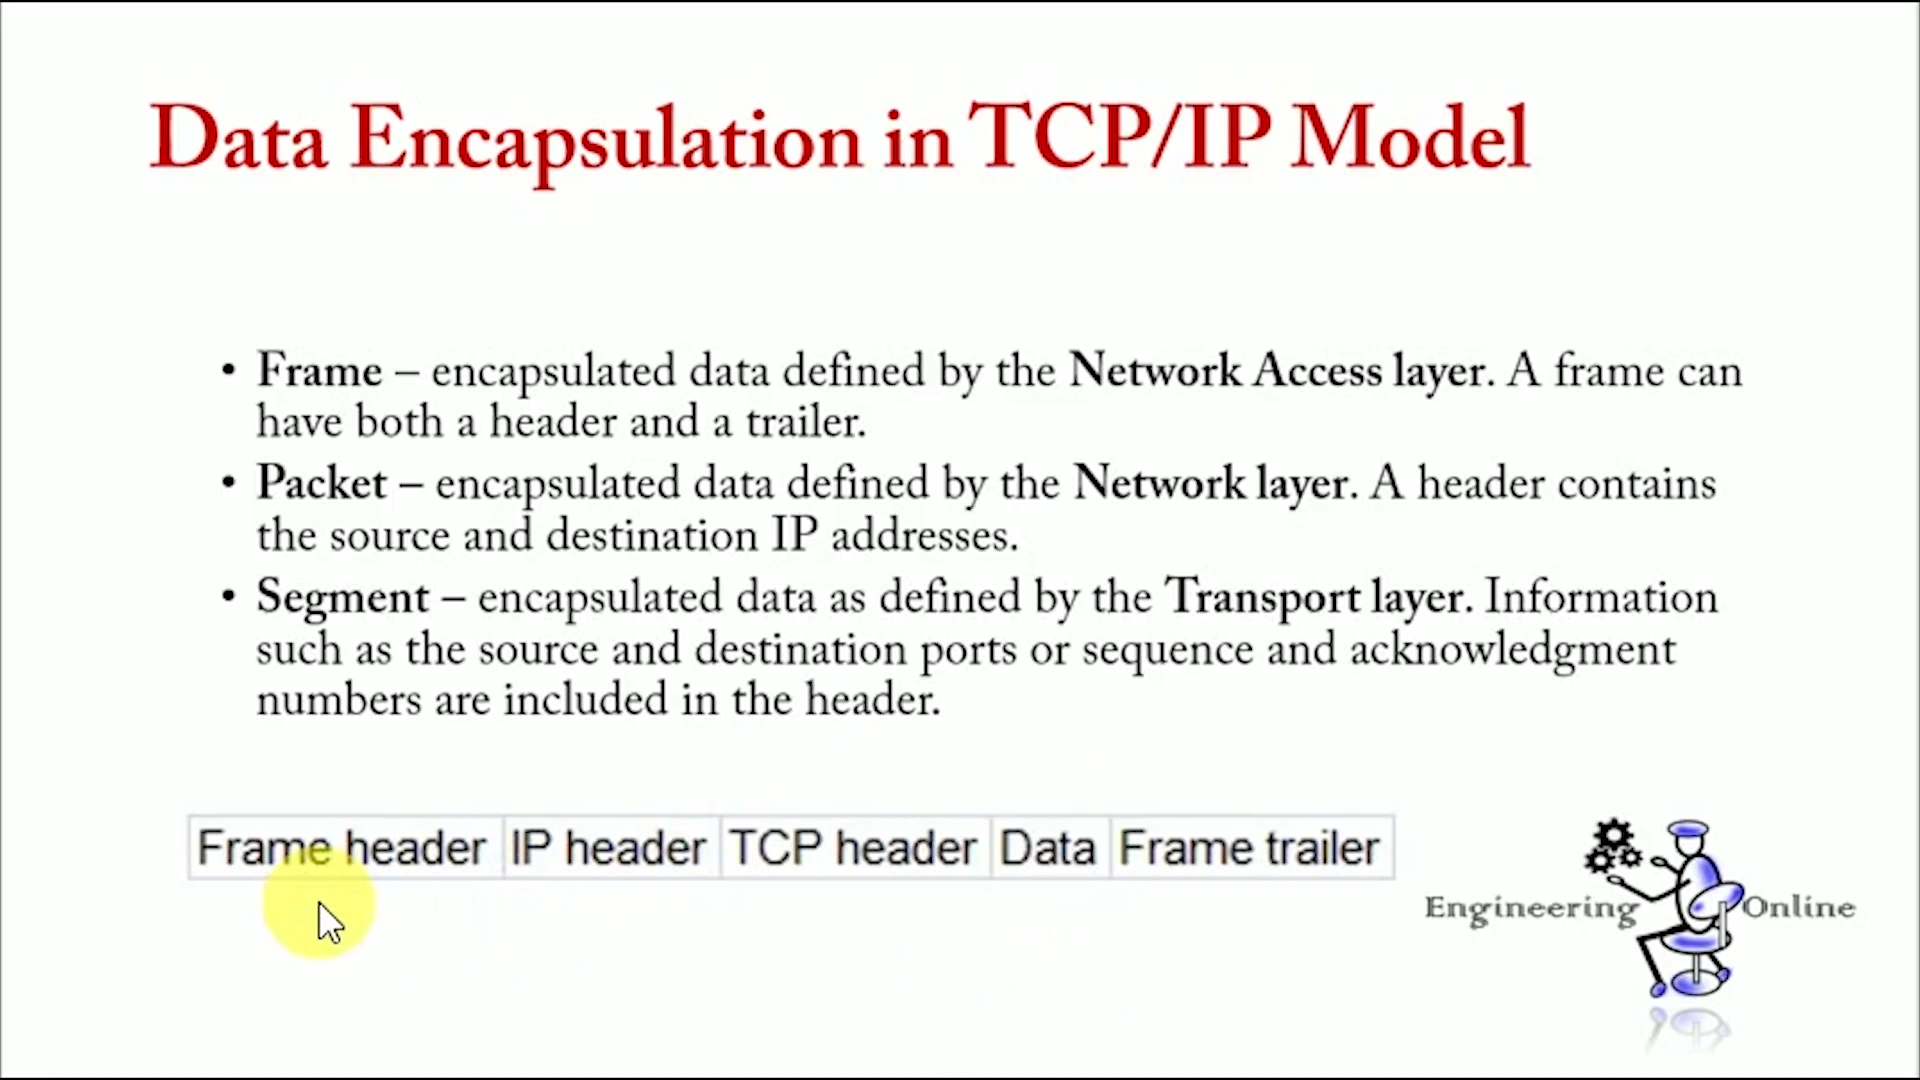 Data Encapsulation in TCP/IP Model
• Frame – encapsulated data defined by the Network Access layer. A frame can
have both a header and a trailer.
• Packet – encapsulated data defined by the Network layer. A header contains
the source and destination IP addresses.
• Segment – encapsulated data as defined by the Transport layer. Information
such as the source and destination ports or sequence and acknowledgment
numbers are included in the header.
Frame header IP header TCP header Data Frame trailer
Engineering Online